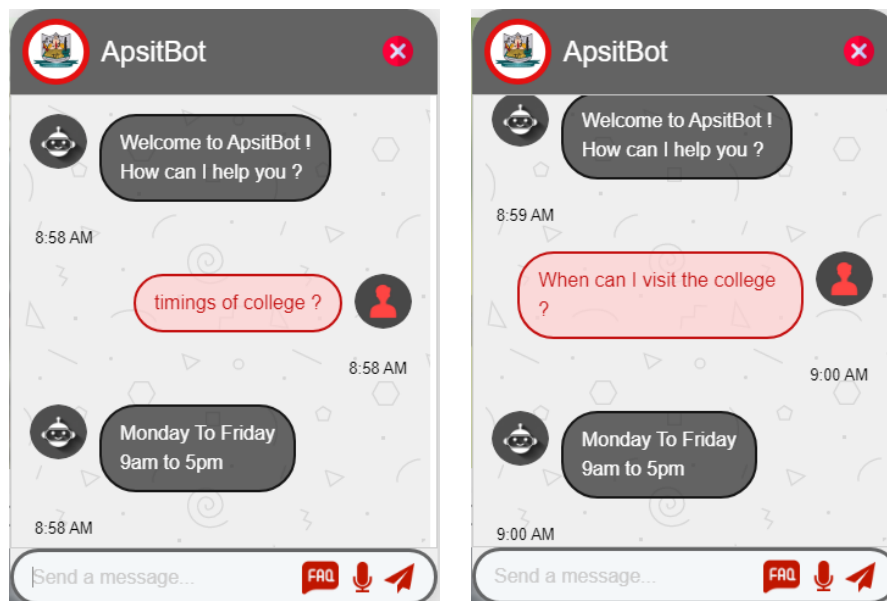 ApsitBot
Welcome to ApsitBot !
How can I help you ?
8:58 AM
timings of college ?
8:58 AM
Monday To Friday
9am to 5pm
8:58 AM
Send a message...
FAQ
ApsitBot
Welcome to ApsitBot !
How can I help you ?
8:59 AM
When can I visit the college
?
9:00 AM
Monday To Friday
9am to 5pm
9:00 AM
Send a message...
FAQ